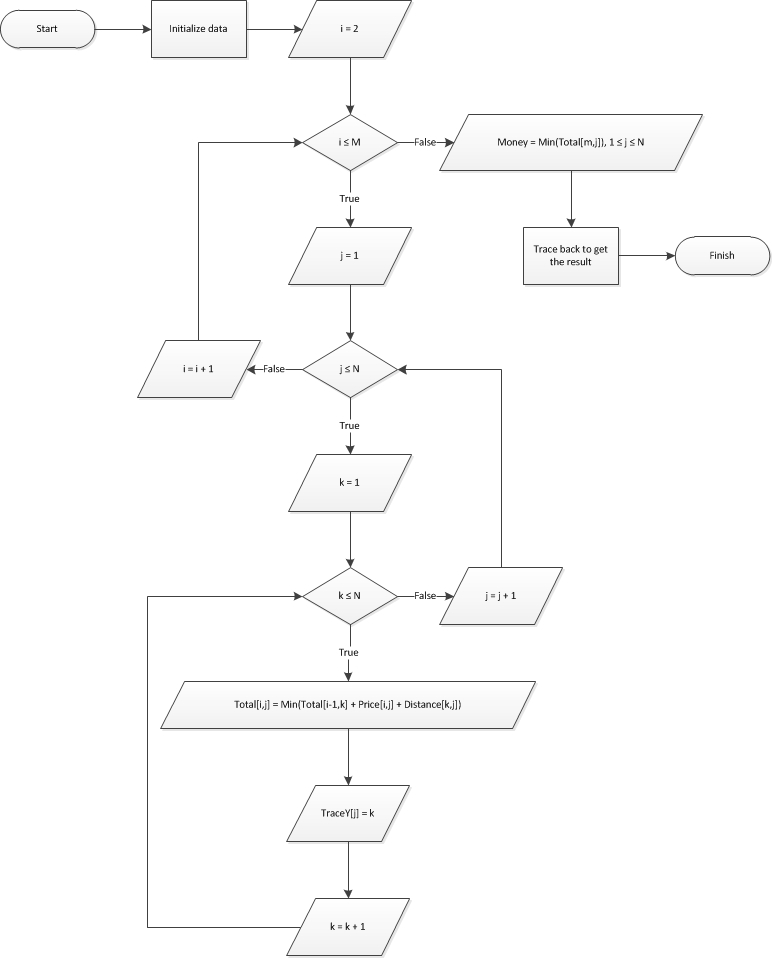 Start
Initialize data
i = 2
i ≤ M
False
Money = Min(Total[m,j]), 1 ≤ j ≤ N
True
Trace back to get
the result
Finish
j = 1
i = i + 1
False
j ≤ N
True
k = 1
k ≤ N
False
j = j + 1
True
Total[i,j] = Min(Total[i-1,k] + Price[i,j] + Distance[k,j])
TraceY[j] = k
k = k + 1